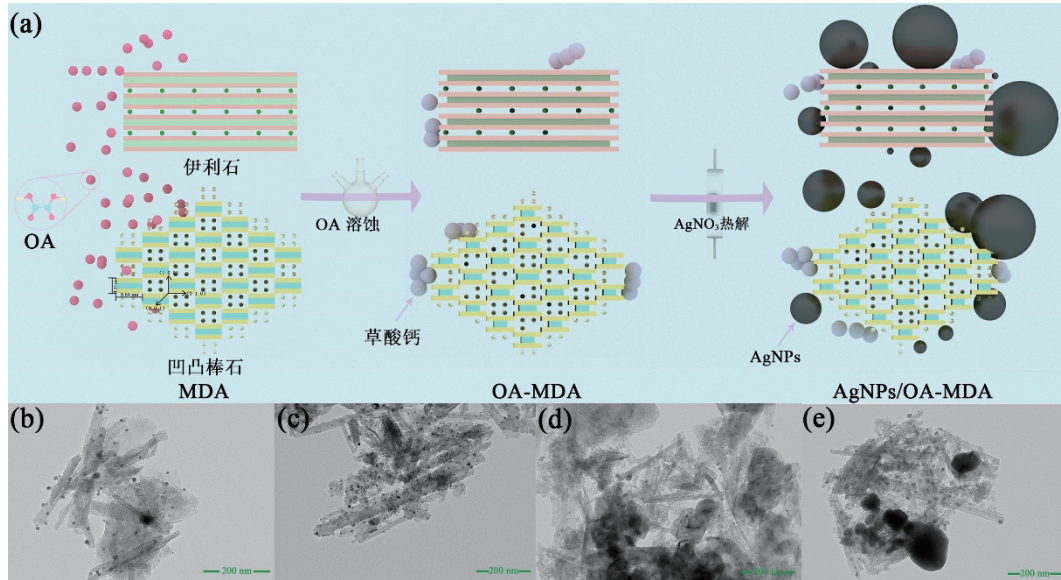 (a)
伊利石
OA
OA 溶蚀
AgNO₃热解
草酸钙
AgNPs
凹凸棒石
MDA
OA-MDA
AgNPs/OA-MDA
(b)
(c)
(d)
(e)
200 nm
200 nm
200 nm
200 nm